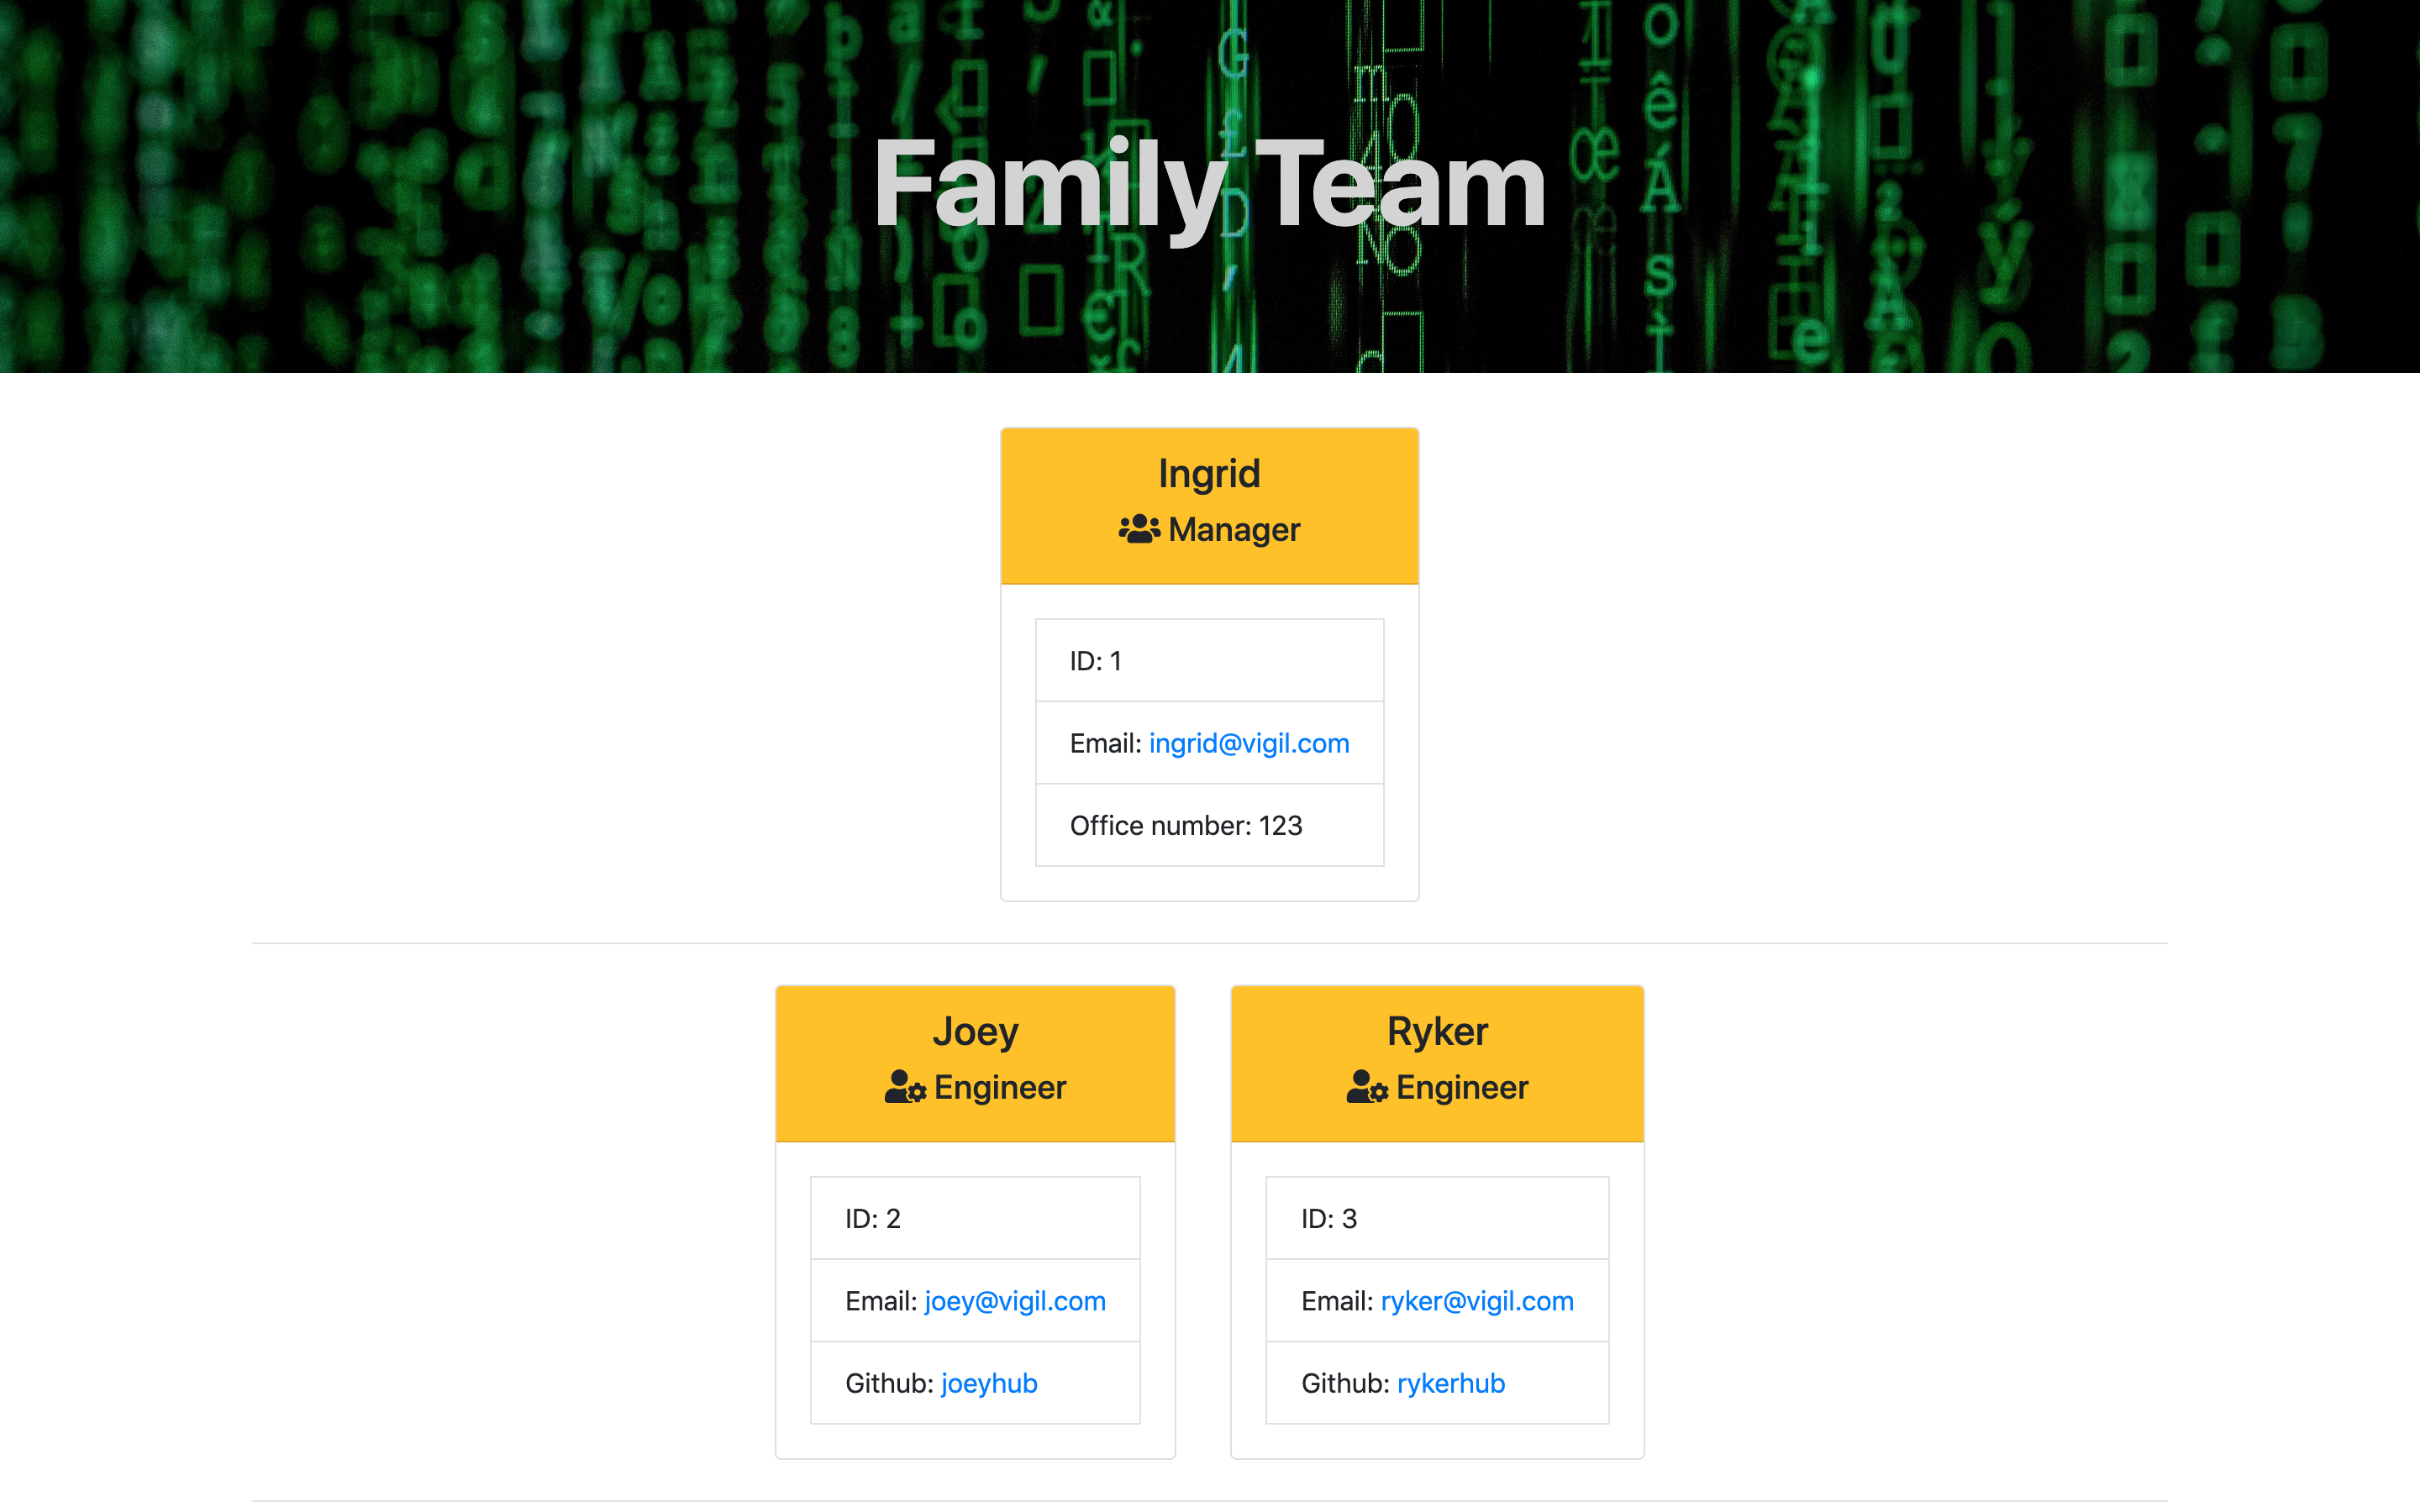 Family Team
Ingrid
Manager
ID: 1
Email: ingrid@vigil.com
Office number: 123
Joey
Engineer
ID: 2
Email: joey@vigil.com
Github: joeyhub
Ryker
Engineer
ID: 3
Email: ryker@vigil.com
Github: rykerhub